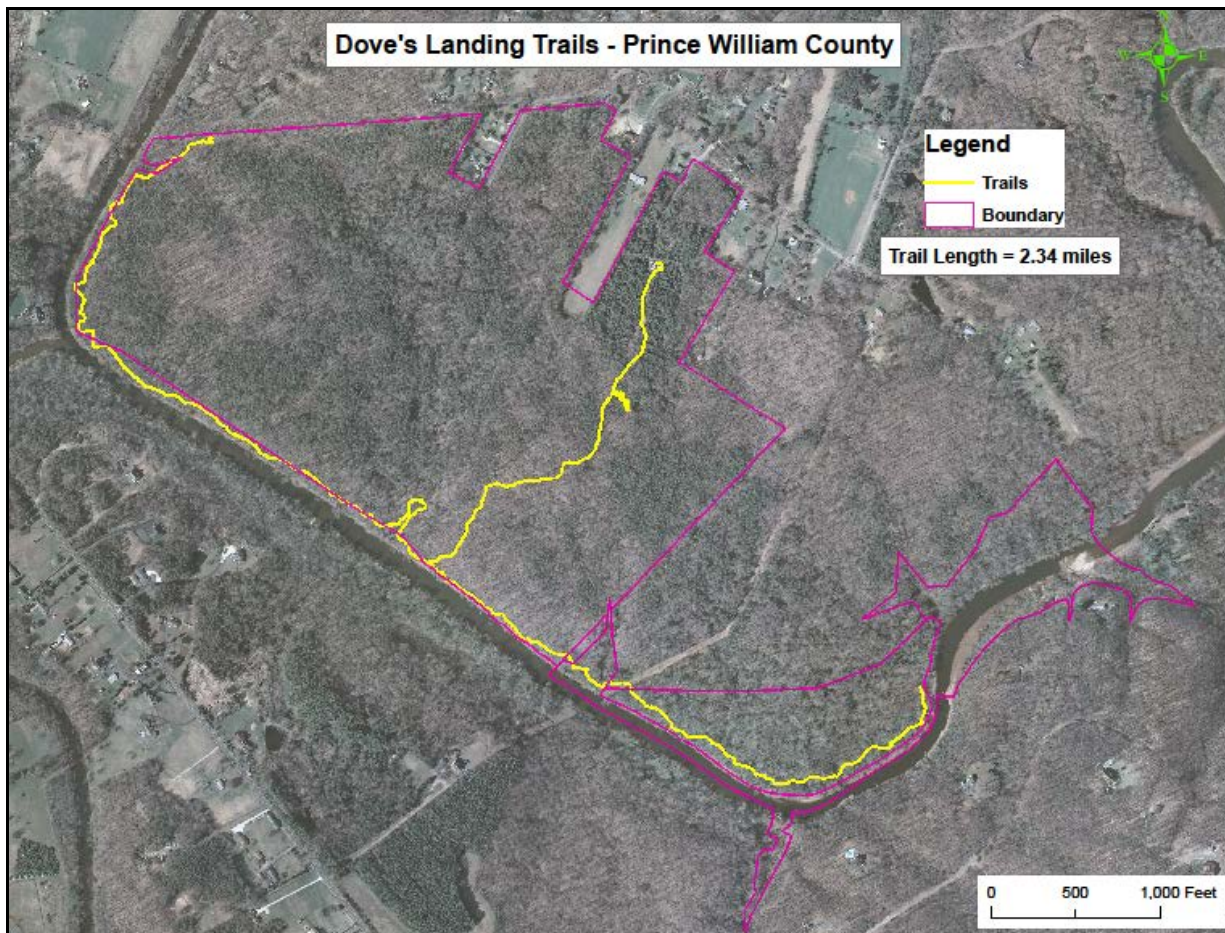 Dove's Landing Trails - Prince William County
N
W E
S
Legend
Trails
Boundary
Trail Length = 2.34 miles
0 500 1,000 Feet